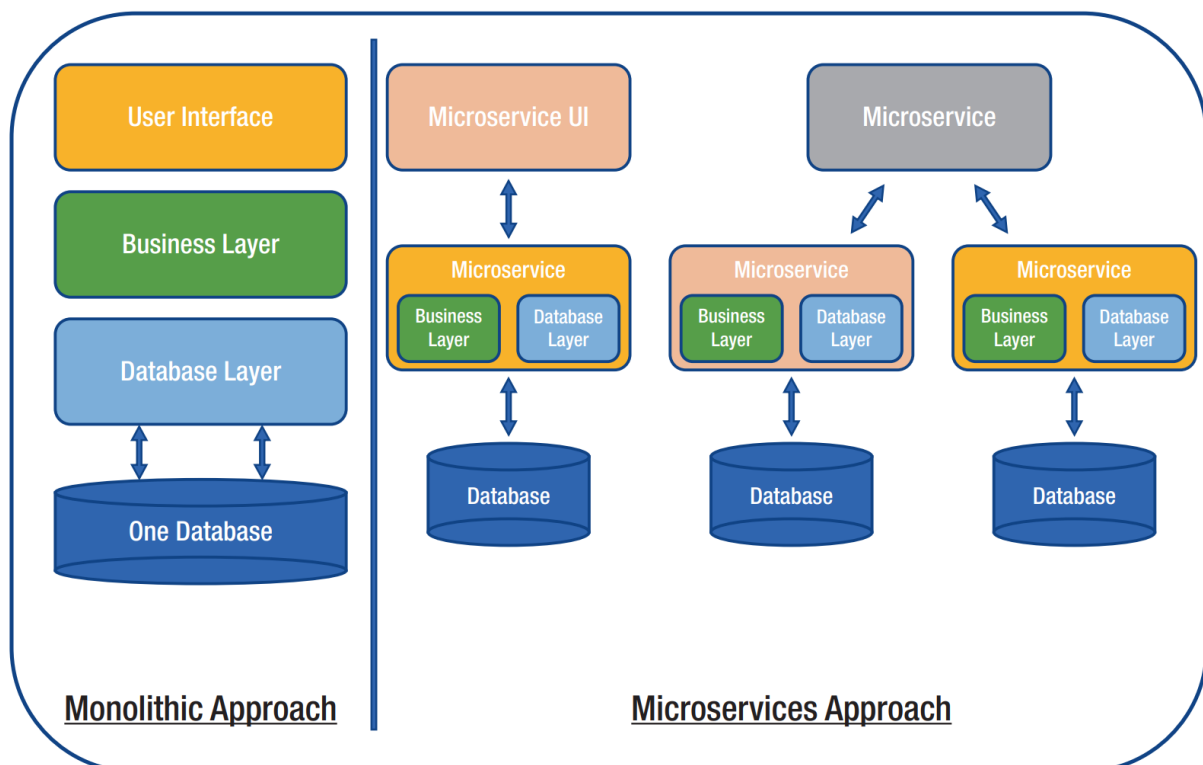 User Interface
Business Layer
Database Layer
One Database
Monolithic Approach
Microservice UI
Microservice
Microservice
Business
Layer
Database
Layer
Microservice
Business
Layer
Database
Layer
Microservice
Business
Layer
Database
Layer
Database
Database
Database
Microservices Approach